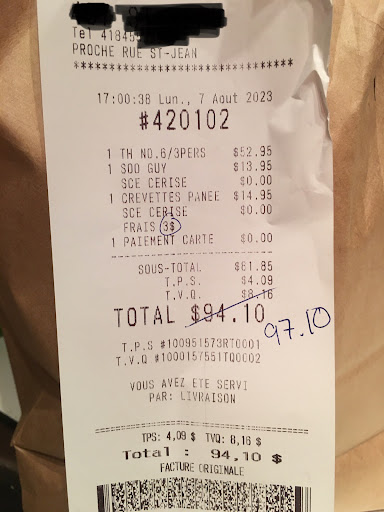 Tel 41845
PROCHE RUE ST-JEAN
******************************
17:00:38 Lun., 7 Aout 2023
#420102
1 TH NO.6/3PERS $52.95
1 SOO GUY $13.95
SCE CERISE $0.00
1 CREVETTES PANEE $14.95
SCE CERISE $0.00
FRAIS 3$
1 PAIEMENT CARTE $0.00
SOUS-TOTAL $81.85
T.P.S. $4.09
T.V.Q. $8.16
TOTAL $94.10
97.10
T.P.S #100951573RT0001
T.V.Q #1000157551TQ0002
VOUS AVEZ ETE SERVI
PAR: LIVRAISON
TPS: 4,09 $ TVQ: 8,16 $
Total : 94,10 $
FACTURE ORIGINALE